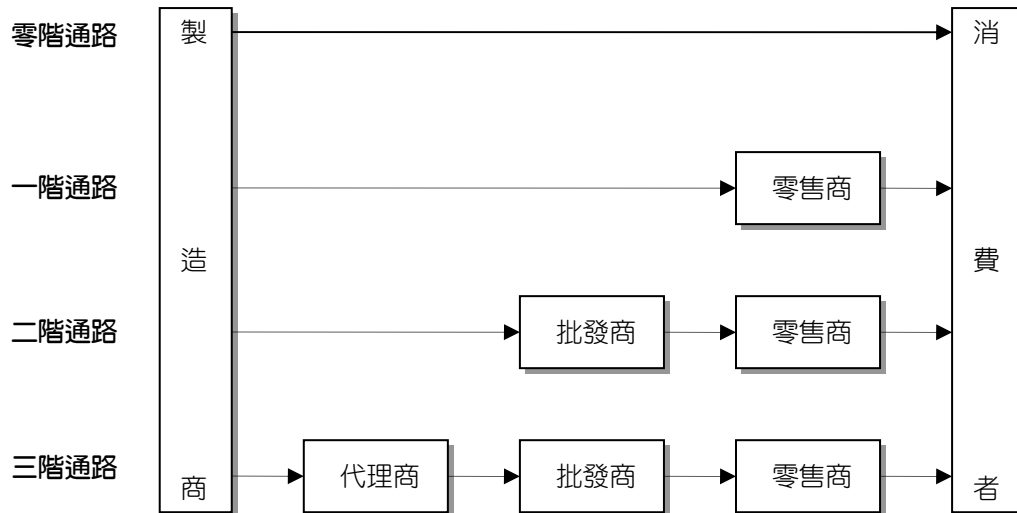 零階通路 製 消
一階通路 零售商
造 費
二階通路 批發商 零售商
三階通路 代理商 批發商 零售商
商 者